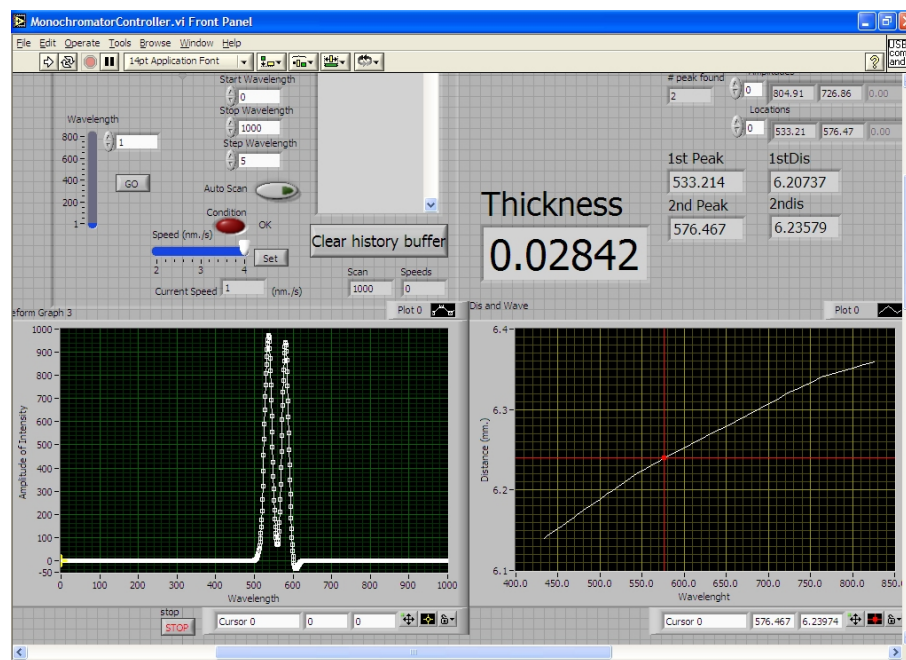 MonochromatorController.vi Front Panel
File Edit Operate Tools Browse Window Help
14pt Application Font
Start Wavelength
0
Stop Wavelength
1000
Step Wavelength
5
Wavelength
800
600
400
200
1
1
GO
Auto Scan
Condition
OK
Speed (nm./s)
2 3 4
Set
Current Speed 1 (nm./s)
Clear history buffer
Scan Speeds
1000 0
Thickness
0.02842
# peak found
2
Amplitudes
0 804.91 726.86 0.00
Locations
0 533.21 576.47 0.00
1st Peak 1stDis
533.214 6.20737
2nd Peak 2ndis
576.467 6.23579
eform Graph 3
Plot 0
Amplitude of Intensity
1000
900
800
700
600
500
400
300
200
100
0
-50
0 100 200 300 400 500 600 700 800 900 1000
Wavelength
stop
STOP
Cursor 0 0 0
Dis and Wave
Plot 0
Distance (mm.)
6.4
6.3
6.2
6.1
400.0 450.0 500.0 550.0 600.0 650.0 700.0 750.0 800.0 850.
Wavelenght
Cursor 0 576.467 6.23974